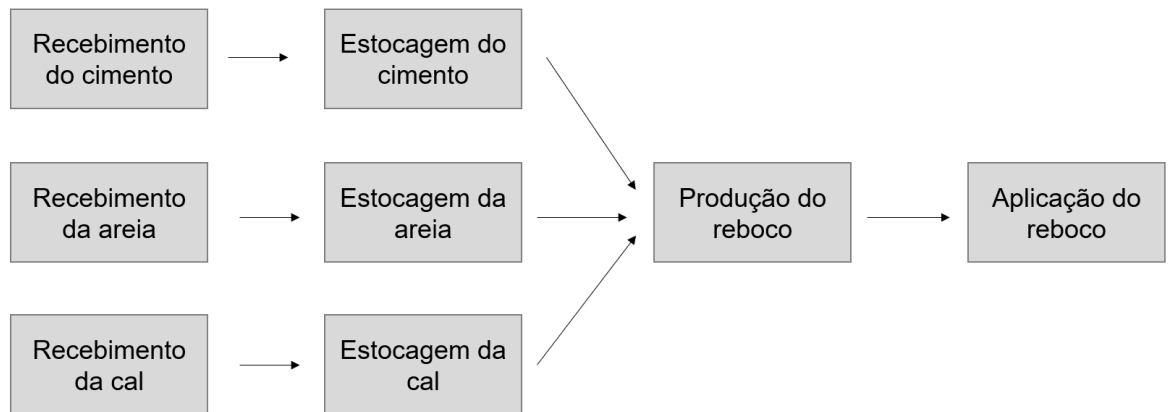 Recebimento
do cimento
Estocagem do
cimento
Recebimento
da areia
Estocagem da
areia
Produção do
reboco
Aplicação do
reboco
Recebimento
da cal
Estocagem da
cal